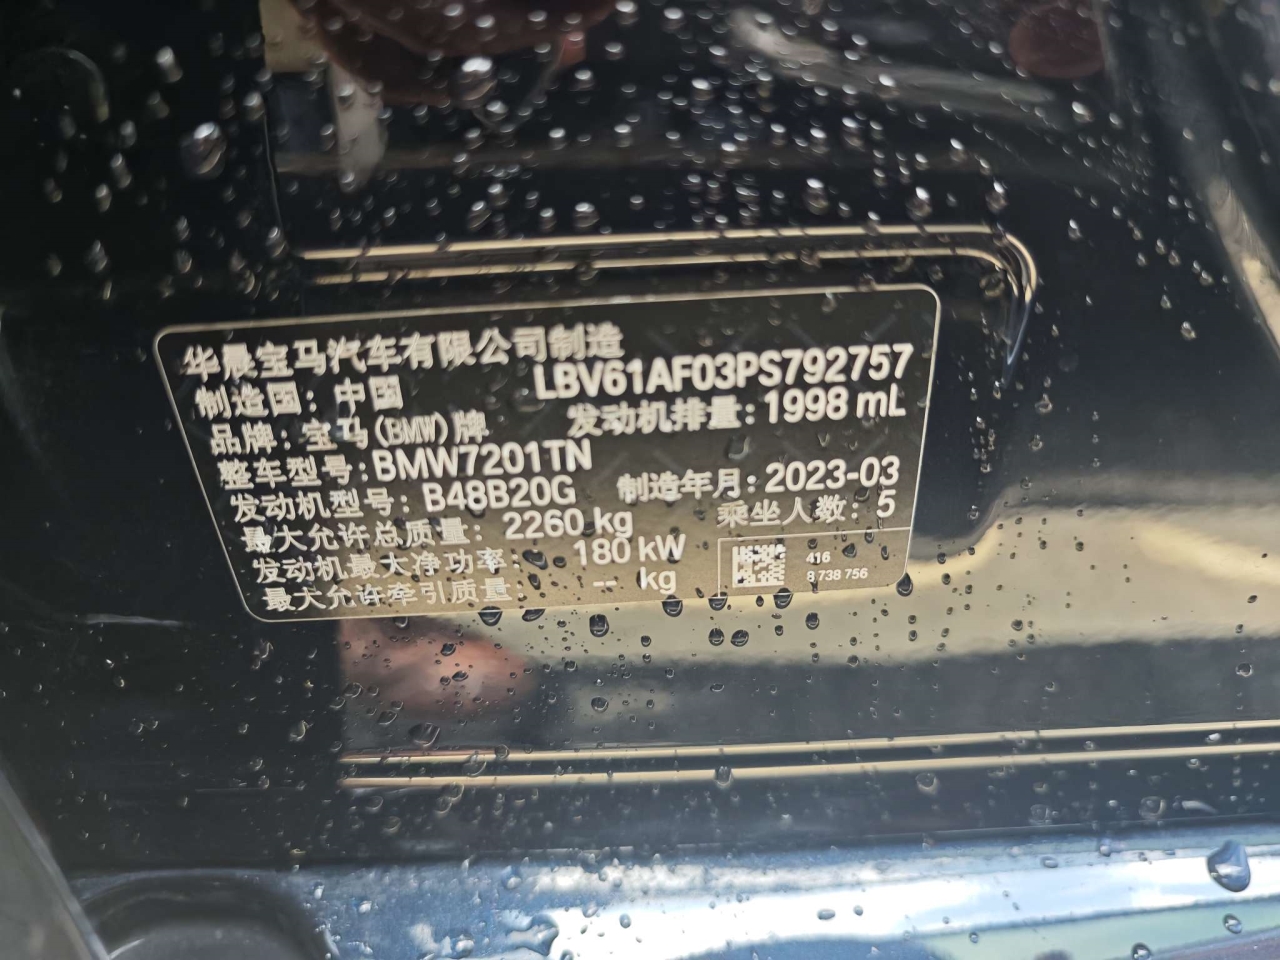 华晨宝马汽车有限公司制造
制造国：中国 LBV61AF03PS792757
品牌：宝马(BMW)牌 发动机排量：1998 mL
整车型号：BMW7201TN
发动机型号：B48B20G 制造年月：2023-03
最大允许总质量：2260 kg 乘坐人数：5
发动机最大净功率：180 kW
最大允许牵引质量：-- kg
416
8 738 756